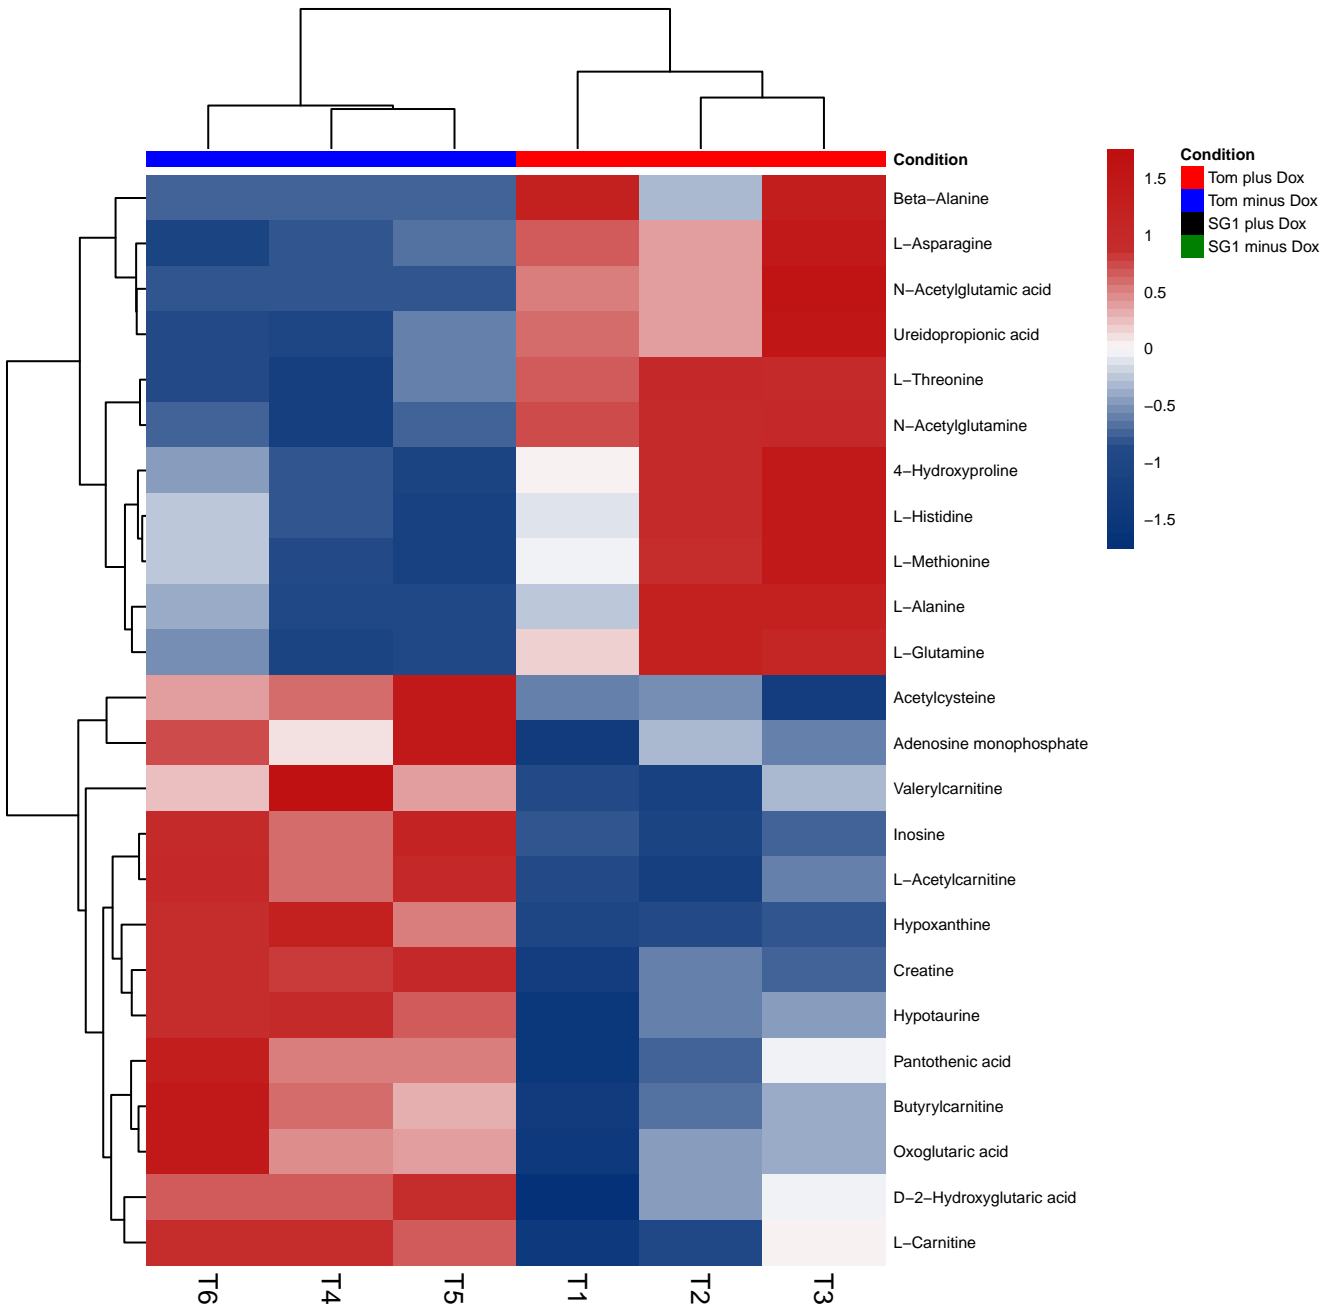 Condition
Beta−Alanine
L−Asparagine
N−Acetylglutamic acid
Ureidopropionic acid
L−Threonine
N−Acetylglutamine
4−Hydroxyproline
L−Histidine
L−Methionine
L−Alanine
L−Glutamine
Acetylcysteine
Adenosine monophosphate
Valerylcarnitine
Inosine
L−Acetylcarnitine
Hypoxanthine
Creatine
Hypotaurine
Pantothenic acid
Butyrylcarnitine
Oxoglutaric acid
D−2−Hydroxyglutaric acid
L−Carnitine
T6
T4
T5
T1
T2
T3
1.5
1
0.5
0
−0.5
−1
−1.5
Condition
Tom plus Dox
Tom minus Dox
SG1 plus Dox
SG1 minus Dox